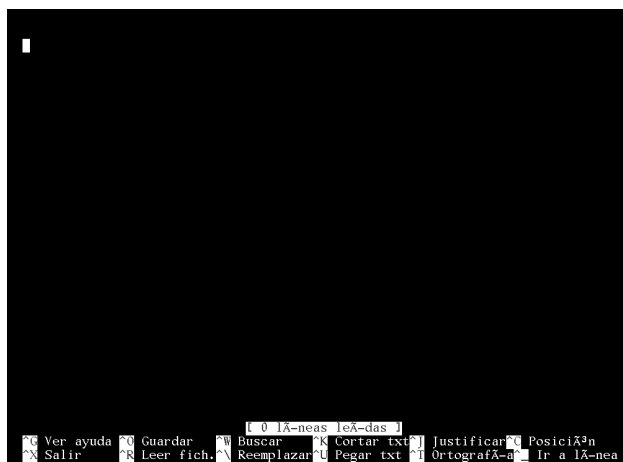 [ 0 lÃ-neas leÃ-das ]
^G Ver ayuda ^O Guardar ^W Buscar ^K Cortar txt^J Justificar^C PosiciÃ³n
^X Salir ^R Leer fich.^\ Reemplazar^U Pegar txt ^T OrtografÃ-a^_ Ir a lÃ-nea